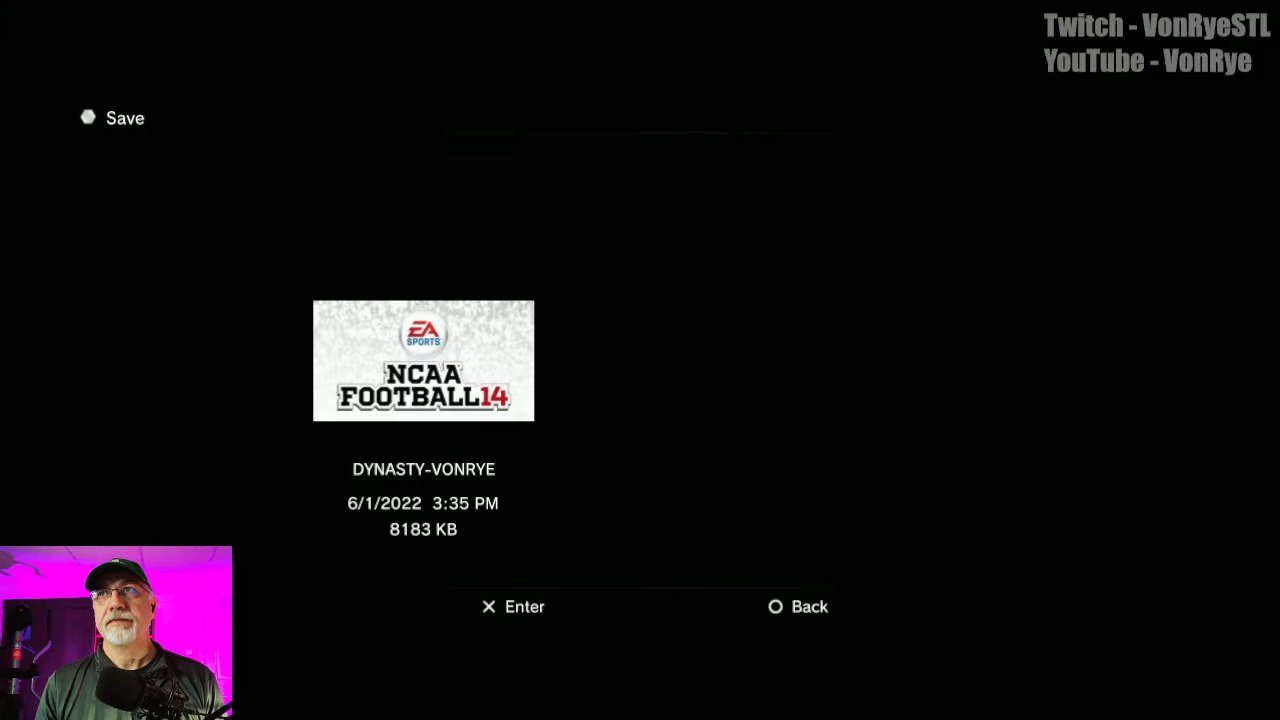 Twitch - VonRyeSTL
YouTube - VonRye
Save
EA
SPORTS
NCAA
FOOTBALL14
DYNASTY-VONRYE
6/1/2022 3:35 PM
8183 KB
Enter
Back